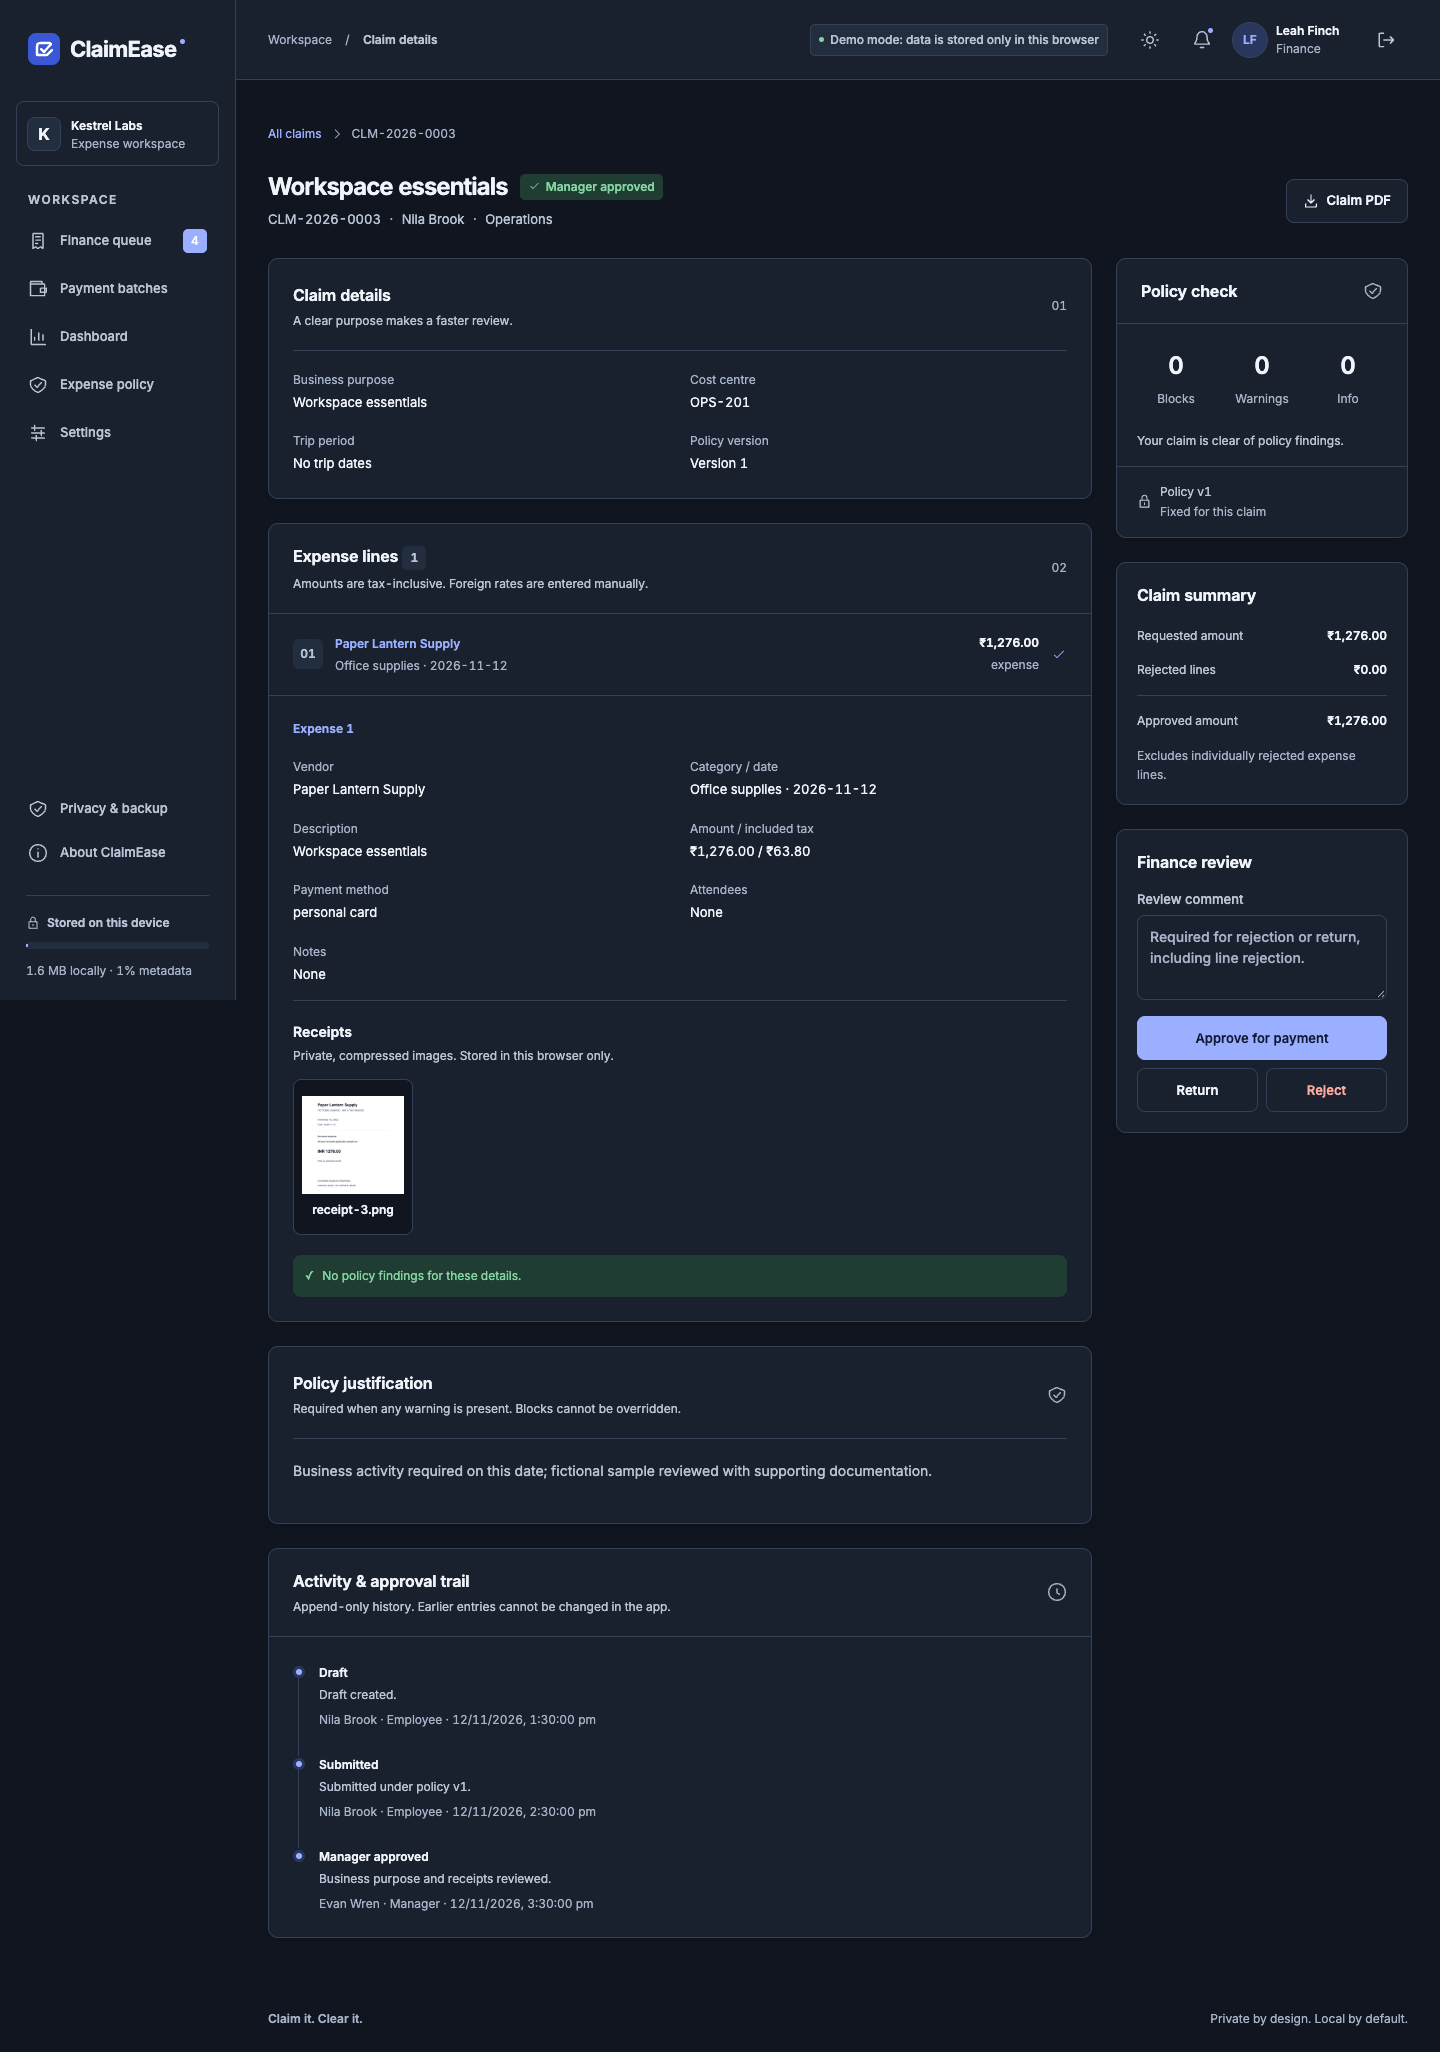 ClaimEase
Workspace / Claim details
Demo mode: data is stored only in this browser
LF
Leah Finch
Finance
K
Kestrel Labs
Expense workspace
WORKSPACE
Finance queue 4
Payment batches
Dashboard
Expense policy
Settings
Privacy & backup
About ClaimEase
Stored on this device
1.6 MB locally · 1% metadata
All claims > CLM-2026-0003
Workspace essentials
Manager approved
CLM-2026-0003 · Nila Brook · Operations
Claim PDF
Claim details
A clear purpose makes a faster review.
01
Business purpose
Workspace essentials
Cost centre
OPS-201
Trip period
No trip dates
Policy version
Version 1
Expense lines 1
Amounts are tax-inclusive. Foreign rates are entered manually.
02
01
Paper Lantern Supply
Office supplies · 2026-11-12
₹1,276.00
expense
Expense 1
Vendor
Paper Lantern Supply
Category / date
Office supplies · 2026-11-12
Description
Workspace essentials
Amount / included tax
₹1,276.00 / ₹63.80
Payment method
personal card
Attendees
None
Notes
None
Receipts
Private, compressed images. Stored in this browser only.
Paper Lantern Supply
INR 1276.00
receipt-3.png
✓ No policy findings for these details.
Policy justification
Required when any warning is present. Blocks cannot be overridden.
Business activity required on this date; fictional sample reviewed with supporting documentation.
Activity & approval trail
Append-only history. Earlier entries cannot be changed in the app.
Draft
Draft created.
Nila Brook · Employee · 12/11/2026, 1:30:00 pm
Submitted
Submitted under policy v1.
Nila Brook · Employee · 12/11/2026, 2:30:00 pm
Manager approved
Business purpose and receipts reviewed.
Evan Wren · Manager · 12/11/2026, 3:30:00 pm
Policy check
0 0 0
Blocks Warnings Info
Your claim is clear of policy findings.
Policy v1
Fixed for this claim
Claim summary
Requested amount ₹1,276.00
Rejected lines ₹0.00
Approved amount ₹1,276.00
Excludes individually rejected expense
lines.
Finance review
Review comment
Required for rejection or return,
including line rejection.
Approve for payment
Return
Reject
Claim it. Clear it.
Private by design. Local by default.